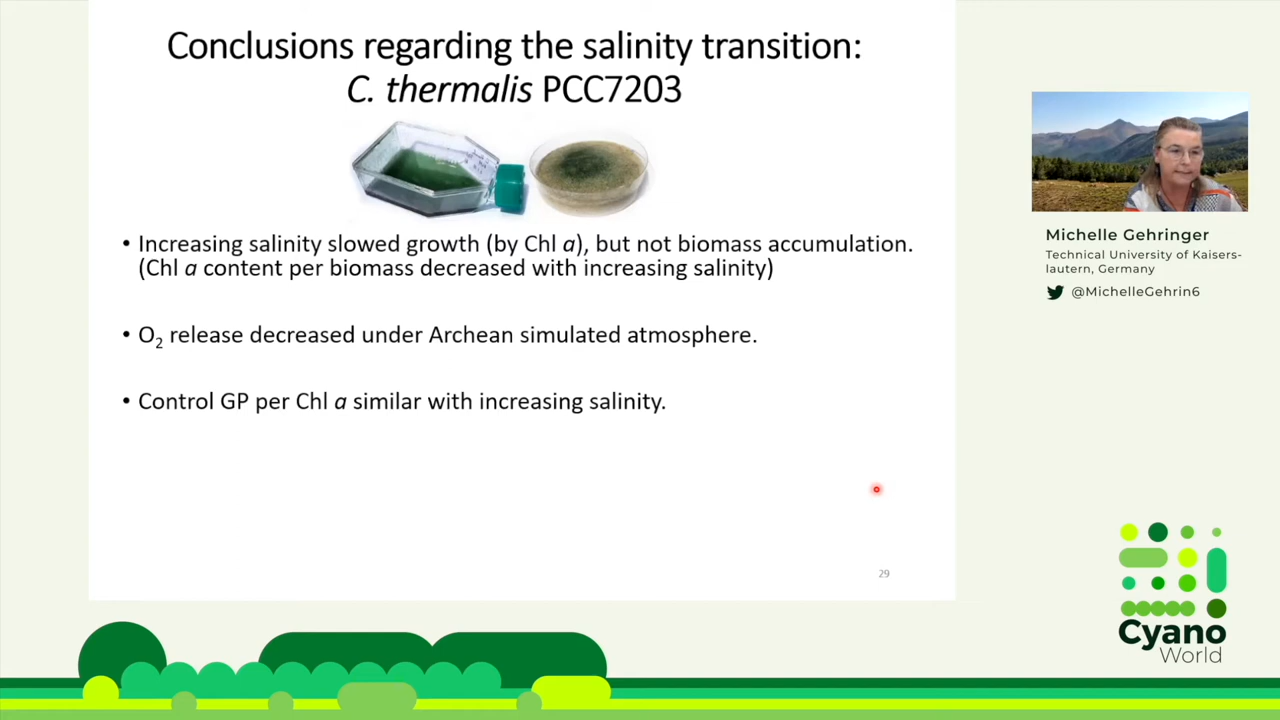 Conclusions regarding the salinity transition:
C. thermalis PCC7203
• Increasing salinity slowed growth (by Chl a), but not biomass accumulation.
(Chl a content per biomass decreased with increasing salinity)
• O₂ release decreased under Archean simulated atmosphere.
• Control GP per Chl a similar with increasing salinity.
29
Michelle Gehringer
Technical University of Kaisers-
lautern, Germany
@MichelleGehrin6
Cyano
World